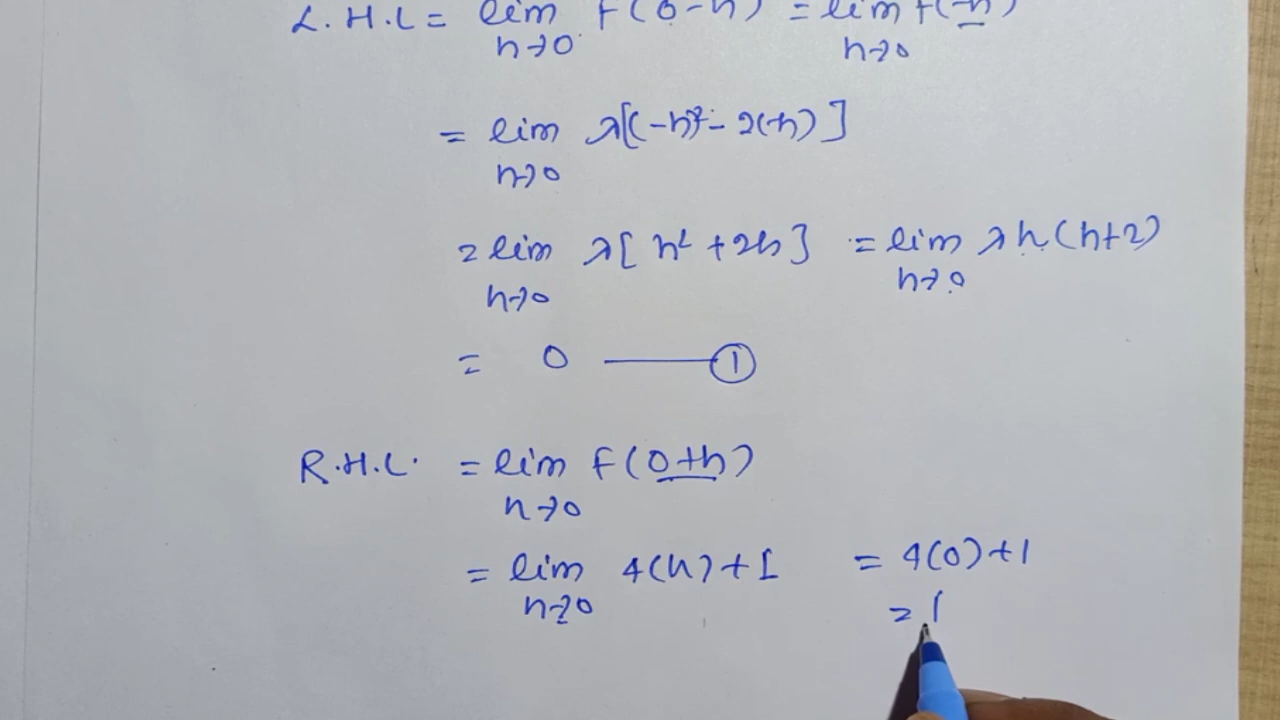 L.H.L = lim f(0-h) = lim f(-h)
h→0 h→0
= lim λ[(-h)²- 2(-h)]
h→0
= lim λ[h² +2h] = lim λh(h+2)
h→0 h→0
= 0 —— ①
R.H.L. = lim f(0+h)
h→0
= lim 4(h)+1 = 4(0)+1
h→0 = 1